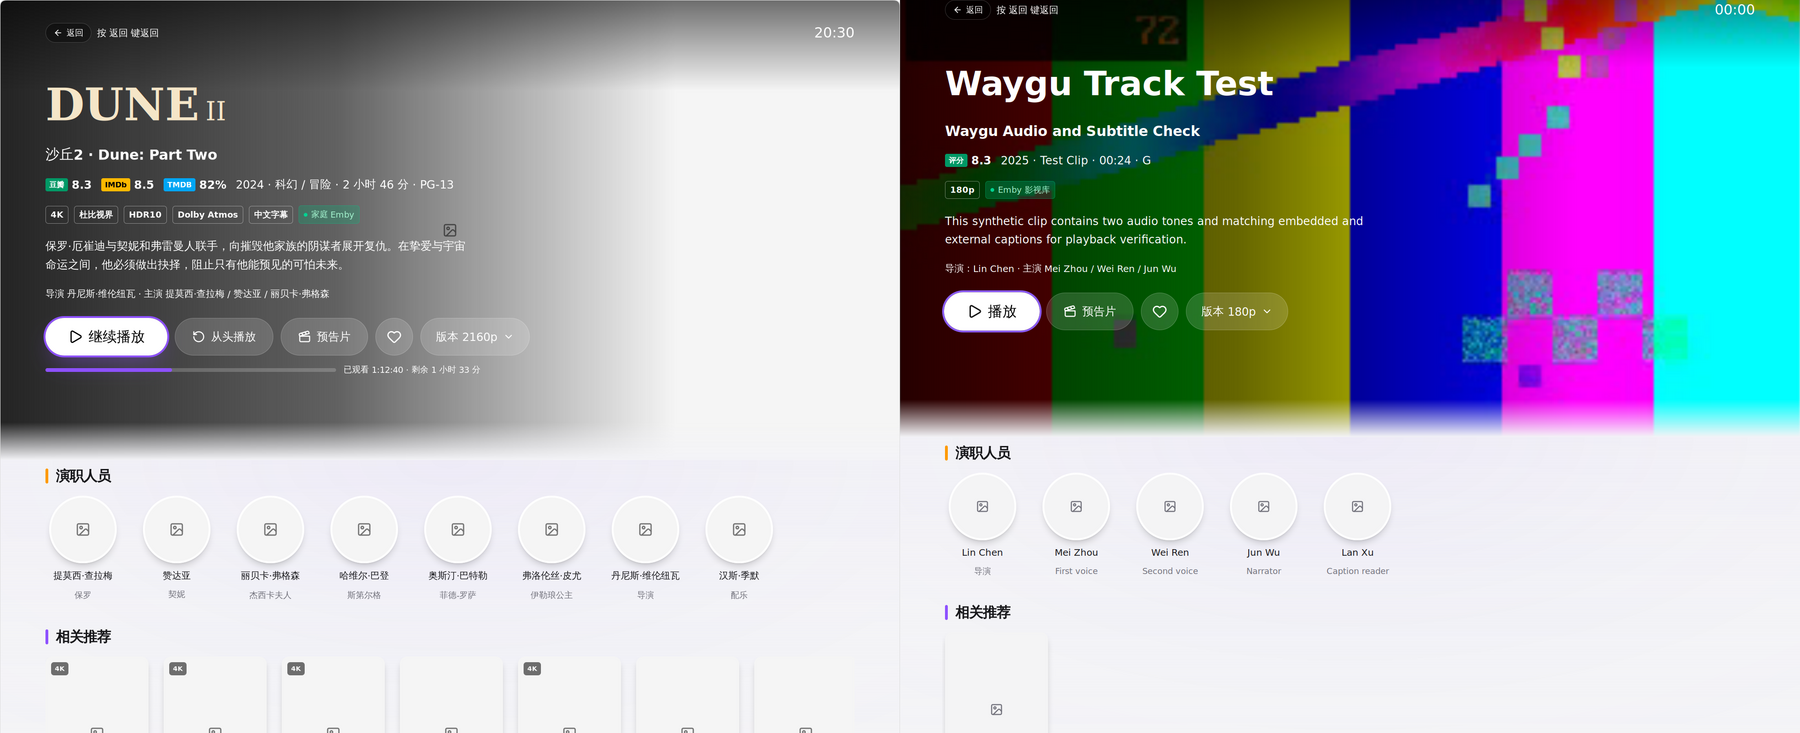 返回 按 返回 键返回 20:30
DUNE II
沙丘2 · Dune: Part Two
豆瓣 8.3 IMDb 8.5 TMDB 82% 2024 · 科幻 / 冒险 · 2 小时 46 分 · PG-13
4K 杜比视界 HDR10 Dolby Atmos 中文字幕 家庭 Emby
保罗·厄崔迪与契妮和弗雷曼人联手，向摧毁他家族的阴谋者展开复仇。在挚爱与宇宙
命运之间，他必须做出抉择，阻止只有他能预见的可怕未来。
导演 丹尼斯·维伦纽瓦 · 主演 提莫西·查拉梅 / 赞达亚 / 丽贝卡·弗格森
继续播放 从头播放 预告片 版本 2160p
已观看 1:12:40 · 剩余 1 小时 33 分
演职人员
提莫西·查拉梅 赞达亚 丽贝卡·弗格森 哈维尔·巴登 奥斯汀·巴特勒 弗洛伦丝·皮尤 丹尼斯·维伦纽瓦 汉斯·季默
保罗 契妮 杰西卡夫人 斯第尔格 菲德-罗萨 伊勒琅公主 导演 配乐
相关推荐
4K 4K 4K 4K
返回 按 返回 键返回 00:00
72
Waygu Track Test
Waygu Audio and Subtitle Check
评分 8.3 2025 · Test Clip · 00:24 · G
180p Emby 影视库
This synthetic clip contains two audio tones and matching embedded and
external captions for playback verification.
导演：Lin Chen · 主演 Mei Zhou / Wei Ren / Jun Wu
播放 预告片 版本 180p
演职人员
Lin Chen Mei Zhou Wei Ren Jun Wu Lan Xu
导演 First voice Second voice Narrator Caption reader
相关推荐